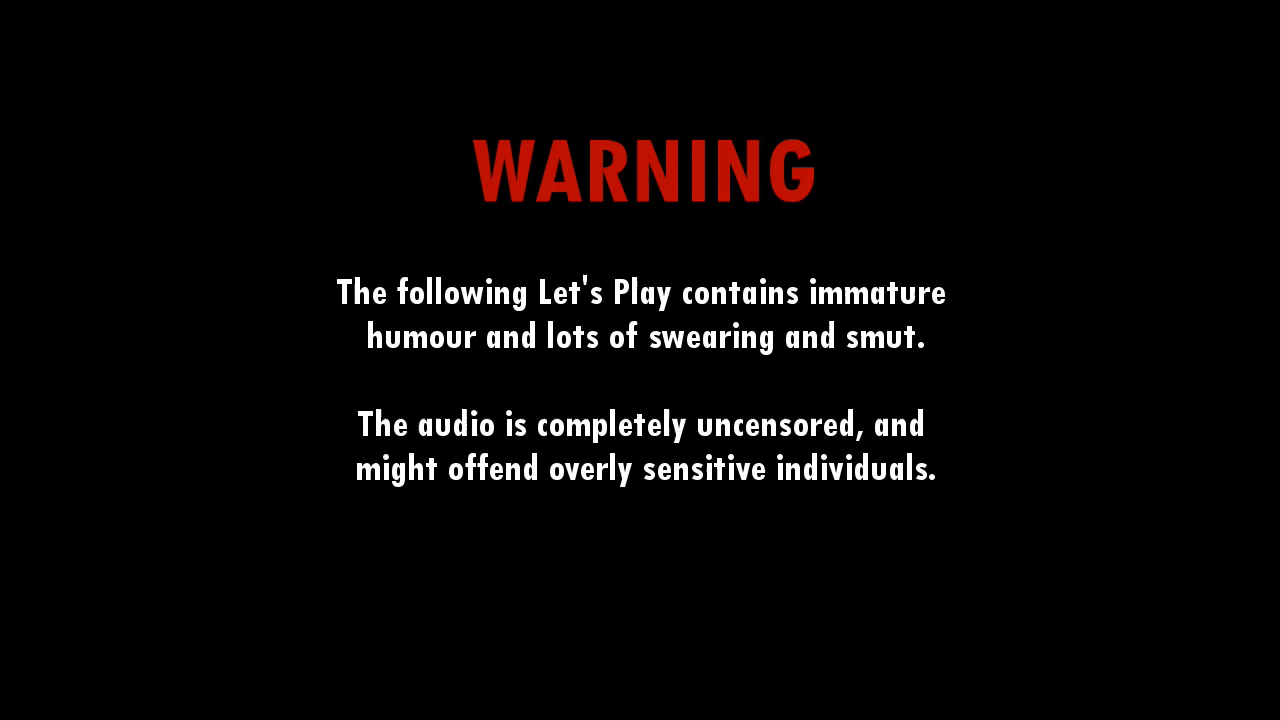 WARNING
The following Let's Play contains immature
humour and lots of swearing and smut.
The audio is completely uncensored, and
might offend overly sensitive individuals.